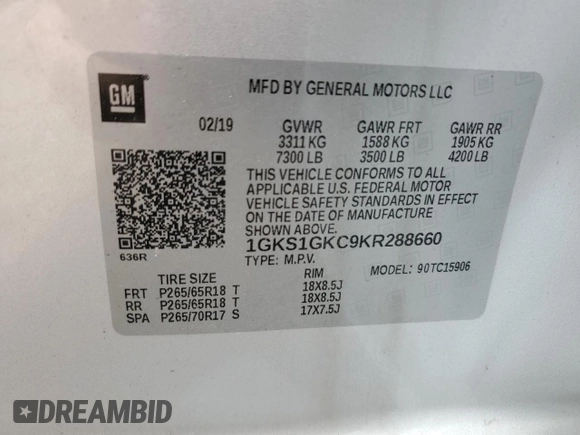 GM
MFD BY GENERAL MOTORS LLC
02/19 GVWR GAWR FRT GAWR RR
3311 KG 1588 KG 1905 KG
7300 LB 3500 LB 4200 LB
THIS VEHICLE CONFORMS TO ALL
APPLICABLE U.S. FEDERAL MOTOR
VEHICLE SAFETY STANDARDS IN
EFFECT ON THE DATE OF MANUFACTURE
SHOWN ABOVE.
1GKS1GKC9KR288660
636R
TYPE: M.P.V. MODEL: 90TC15906
TIRE SIZE RIM
FRT P265/65R18 T 18X8.5J
RR P265/65R18 T 18X8.5J
SPA P265/70R17 S 17X7.5J
DREAMBID